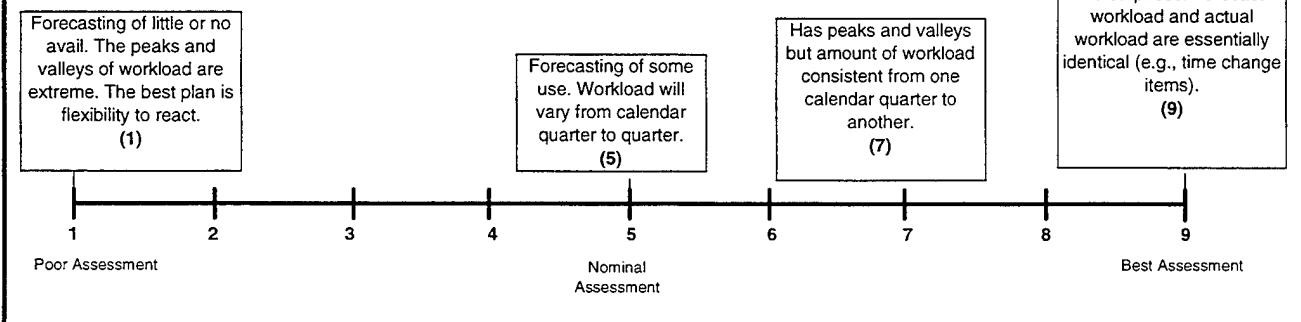 Forecasting of little or no
avail. The peaks and
valleys of workload are
extreme. The best plan is
flexibility to react.
(1)
Forecasting of some
use. Workload will
vary from calendar
quarter to quarter.
(5)
Has peaks and valleys
but amount of workload
consistent from one
calendar quarter to
another.
(7)
workload and actual
workload are essentially
identical (e.g., time change
items).
(9)
1 2 3 4 5 6 7 8 9
Poor Assessment
Nominal
Assessment
Best Assessment